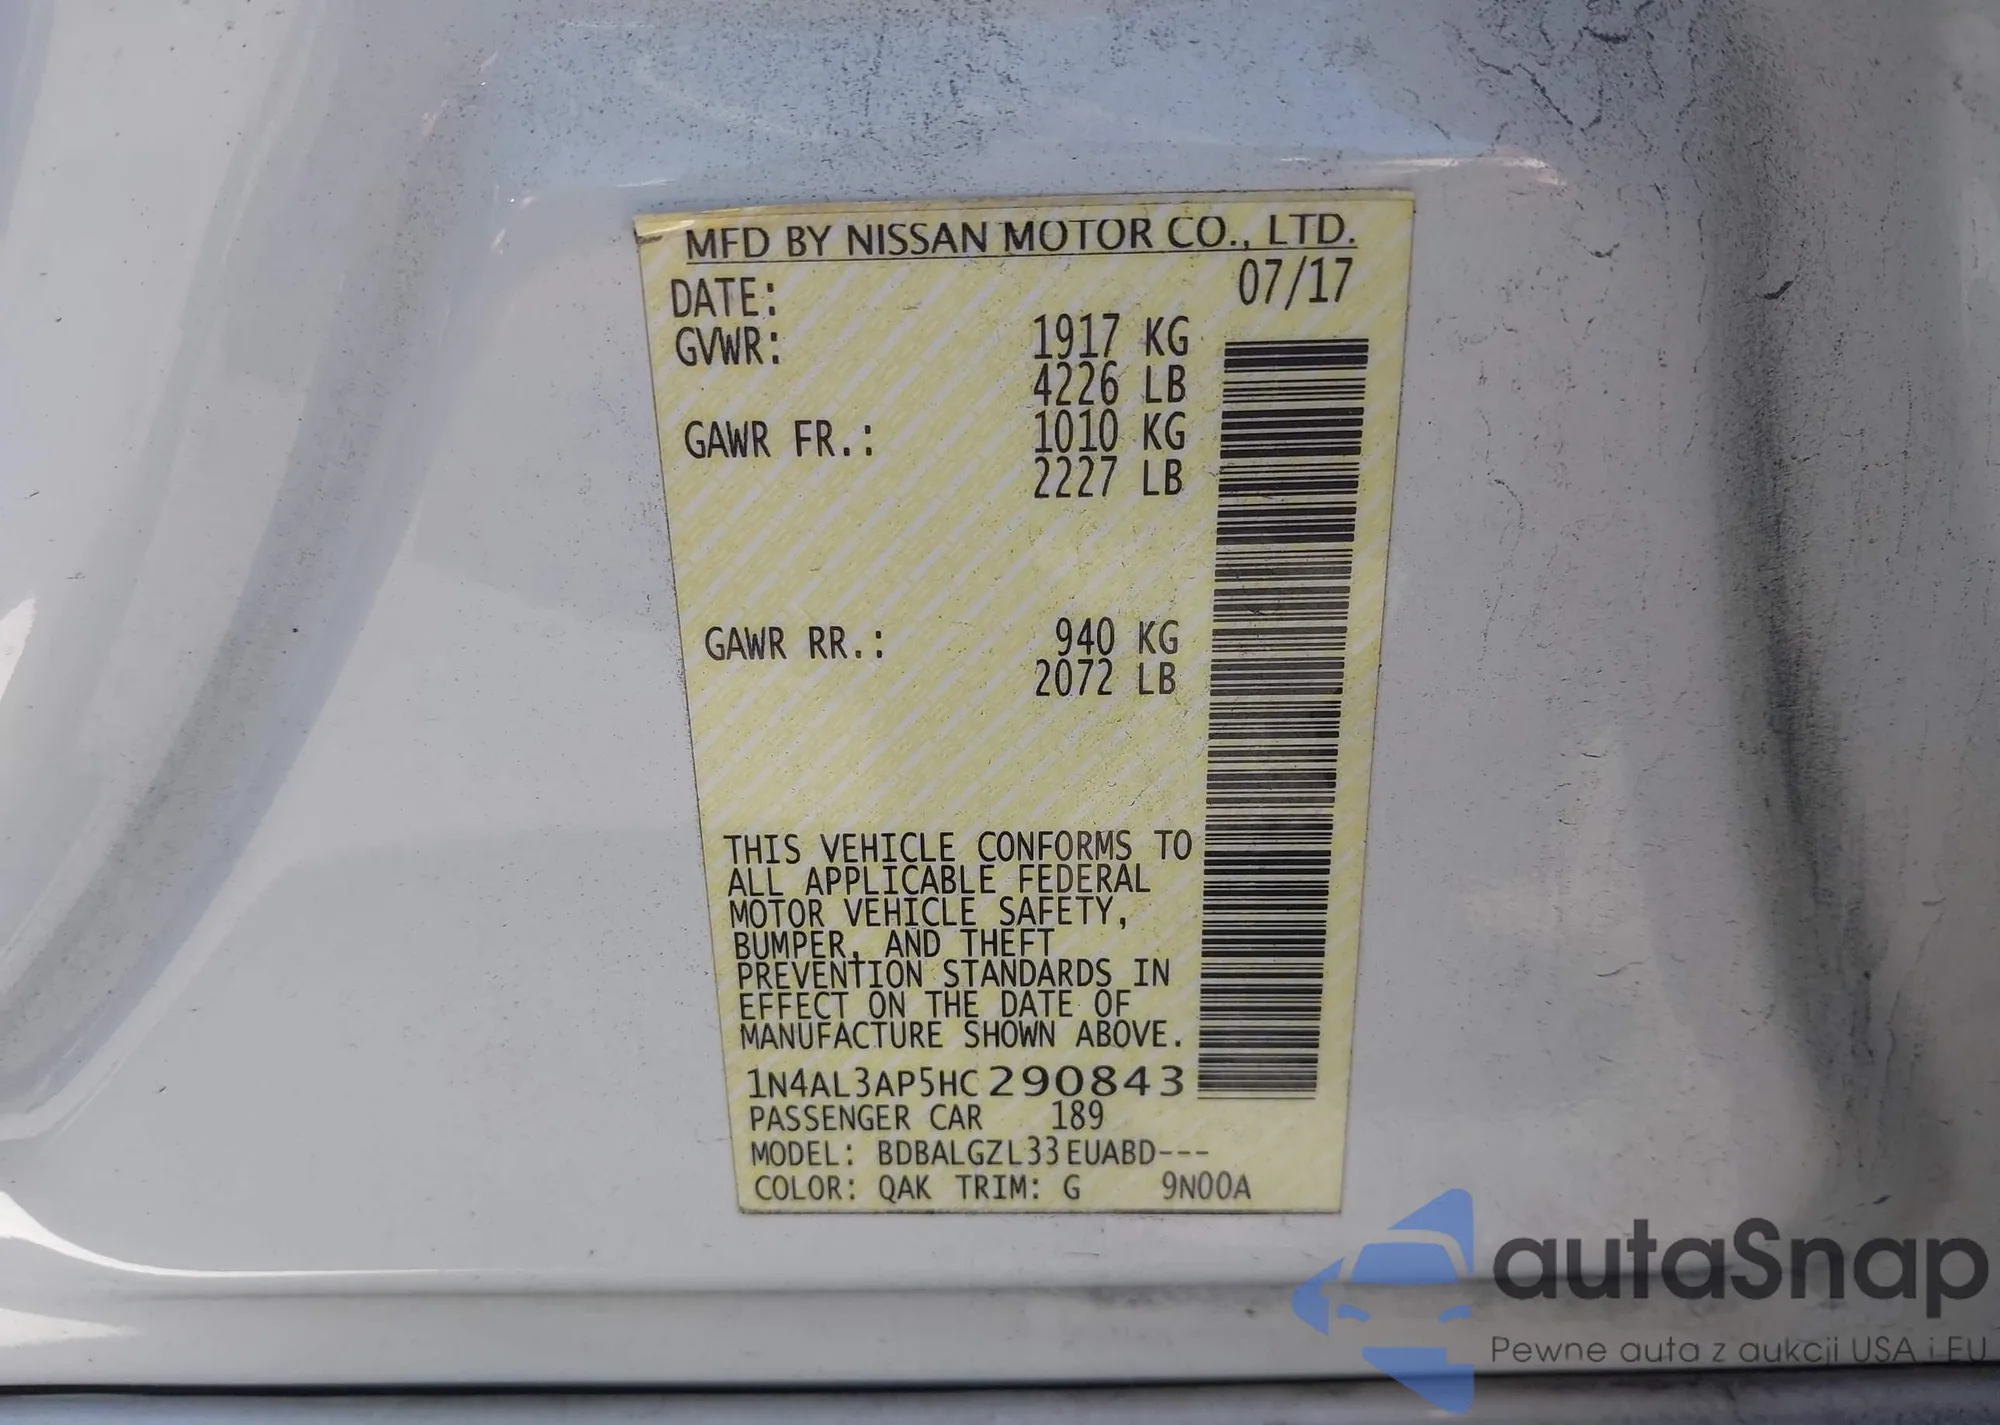 MFD BY NISSAN MOTOR CO., LTD.
DATE: 07/17
GVWR: 1917 KG
4226 LB
GAWR FR.: 1010 KG
2227 LB
GAWR RR.: 940 KG
2072 LB
THIS VEHICLE CONFORMS TO
ALL APPLICABLE FEDERAL
MOTOR VEHICLE SAFETY,
BUMPER, AND THEFT
PREVENTION STANDARDS IN
EFFECT ON THE DATE OF
MANUFACTURE SHOWN ABOVE.
1N4AL3AP5HC290843
PASSENGER CAR 189
MODEL: BDBALGZL33EUABD---
COLOR: QAK TRIM: G 9N00A
autaSnap
Pewne auta z aukcji USA i EU